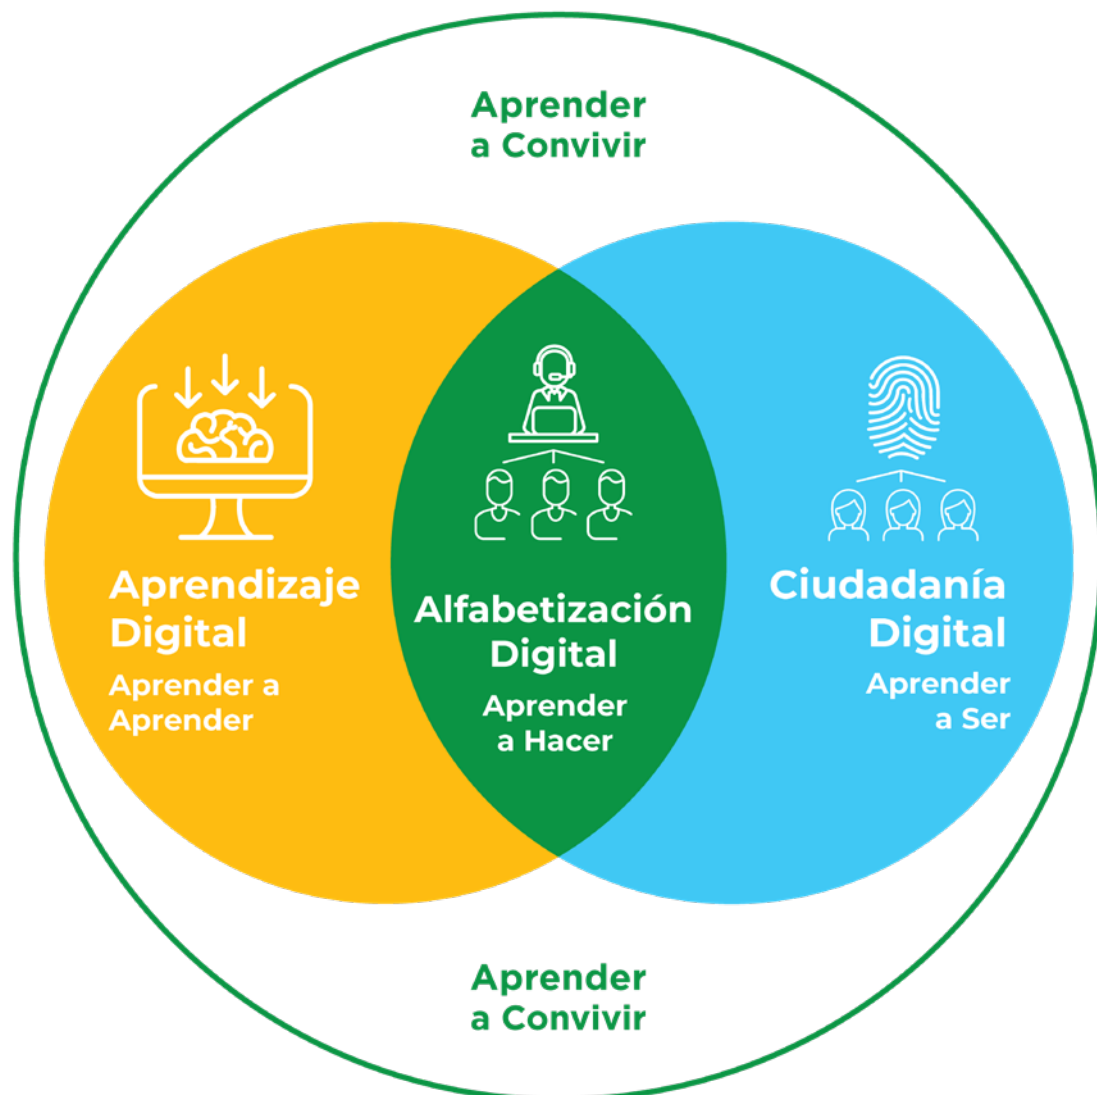 Aprender
a Convivir
Aprendizaje
Digital
Aprender a
Aprender
Alfabetización
Digital
Aprender
a Hacer
Ciudadanía
Digital
Aprender
a Ser
Aprender
a Convivir